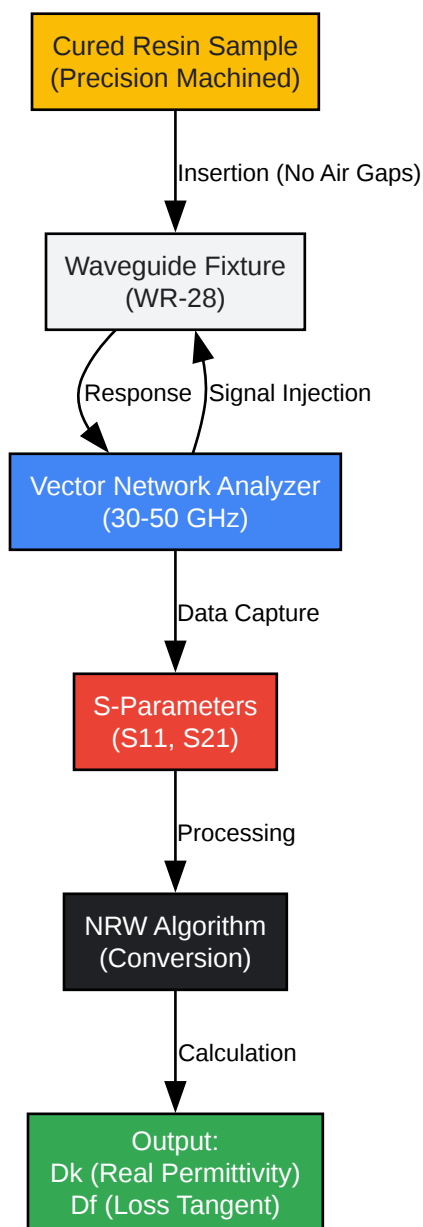 Cured Resin Sample
(Precision Machined)
Insertion (No Air Gaps)
Waveguide Fixture
(WR-28)
Response
Signal Injection
Vector Network Analyzer
(30-50 GHz)
Data Capture
S-Parameters
(S11, S21)
Processing
NRW Algorithm
(Conversion)
Calculation
Output:
Dk (Real Permittivity)
Df (Loss Tangent)